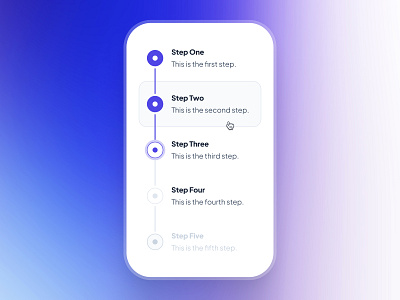 Step One
This is the first step.
Step Two
This is the second step.
Step Three
This is the third step.
Step Four
This is the fourth step.
Step Five
This is the fifth step.